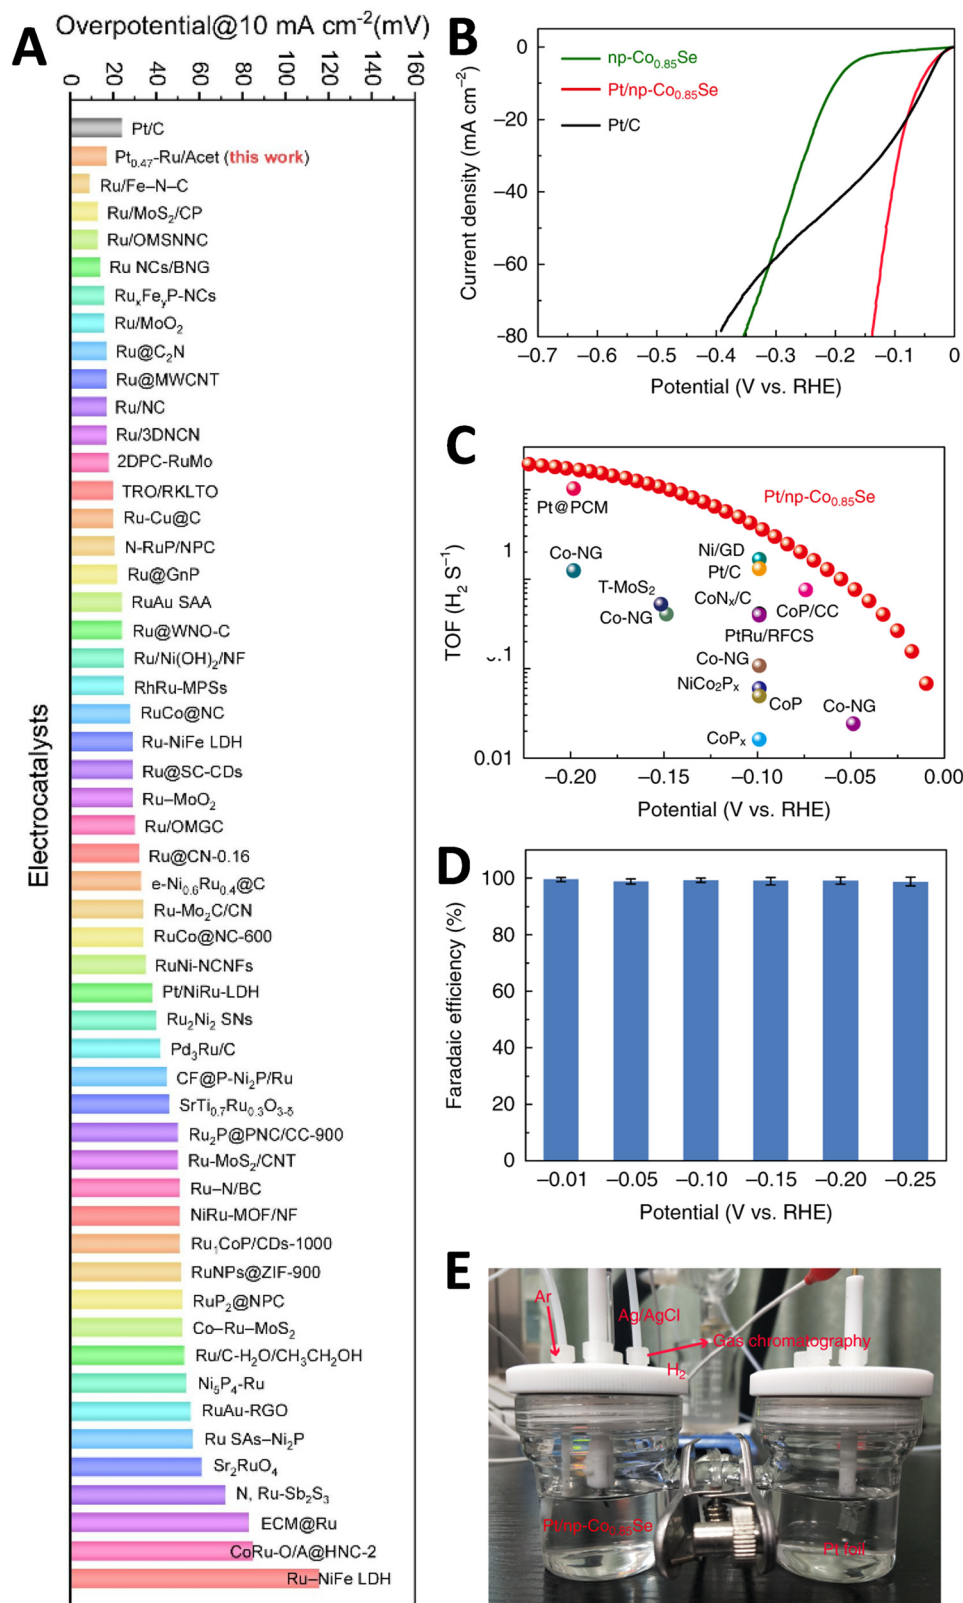 A
Overpotential@10 mA cm⁻²(mV)
0 20 40 60 80 100 120 140 160
Electrocatalysts
Pt/C
Pt₀.₄₇-Ru/Acet (this work)
Ru/Fe–N–C
Ru/MoS₂/CP
Ru/OMSNNC
Ru NCs/BNG
RuₓFeᵧP-NCs
Ru/MoO₂
Ru@C₂N
Ru@MWCNT
Ru/NC
Ru/3DNCN
2DPC-RuMo
TRO/RKLTO
Ru-Cu@C
N-RuP/NPC
Ru@GnP
RuAu SAA
Ru@WNO-C
Ru/Ni(OH)₂/NF
RhRu-MPSs
RuCo@NC
Ru-NiFe LDH
Ru@SC-CDs
Ru–MoO₂
Ru/OMGC
Ru@CN-0.16
e-Ni₀.₆Ru₀.₄@C
Ru-Mo₂C/CN
RuCo@NC-600
RuNi-NCNFs
Pt/NiRu-LDH
Ru₂Ni₂ SNs
Pd₃Ru/C
CF@P-Ni₂P/Ru
SrTi₀.₇Ru₀.₃O₃₋δ
Ru₂P@PNC/CC-900
Ru-MoS₂/CNT
Ru–N/BC
NiRu-MOF/NF
Ru₁CoP/CDs-1000
RuNPs@ZIF-900
RuP₂@NPC
Co–Ru–MoS₂
Ru/C-H₂O/CH₃CH₂OH
Ni₅P₄-Ru
RuAu-RGO
Ru SAs–Ni₂P
Sr₂RuO₄
N, Ru-Sb₂S₃
ECM@Ru
CoRu-O/A@HNC-2
Ru–NiFe LDH
B
np-Co₀.₈₅Se
Pt/np-Co₀.₈₅Se
Pt/C
Current density (mA cm⁻²)
0
−20
−40
−60
−80
−0.7 −0.6 −0.5 −0.4 −0.3 −0.2 −0.1 0
Potential (V vs. RHE)
C
TOF (H₂ S⁻¹)
1
0.01
Pt/np-Co₀.₈₅Se
Pt@PCM
Co-NG
Ni/GD
Pt/C
T-MoS₂
CoNₓ/C
CoP/CC
Co-NG
PtRu/RFCS
Co-NG
NiCo₂Pₓ
CoP
Co-NG
CoPₓ
−0.20 −0.15 −0.10 −0.05 0.00
Potential (V vs. RHE)
D
Faradaic efficiency (%)
100
80
60
40
20
0
−0.01 −0.05 −0.10 −0.15 −0.20 −0.25
Potential (V vs. RHE)
E
Ar
Ag/AgCl
Gas chromatography
H₂
Pt/np-Co₀.₈₅Se
Pt foil